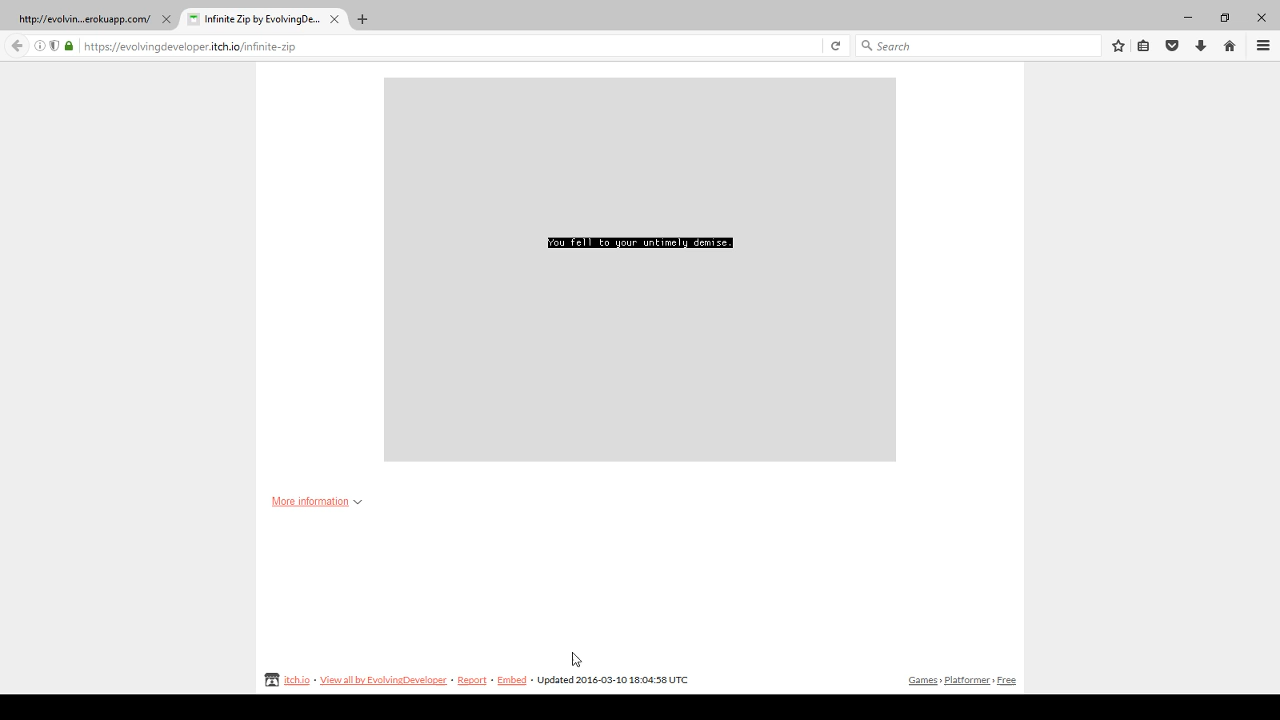 http://evolvin...erokuapp.com/
Infinite Zip by EvolvingDe...
https://evolvingdeveloper.itch.io/infinite-zip
Search
You fell to your untimely demise.
More information
itch.io · View all by EvolvingDeveloper · Report · Embed · Updated 2016-03-10 18:04:58 UTC
Games › Platformer › Free